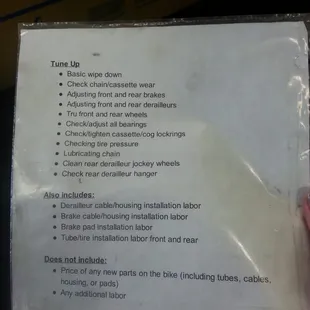 Tune Up
● Basic wipe down
● Check chain/cassette wear
● Adjusting front and rear brakes
● Adjusting front and rear derailleurs
● Tru front and rear wheels
● Check/adjust all bearings
● Check/tighten cassette/cog lockrings
● Checking tire pressure
● Lubricating chain
● Clean rear derailleur jockey wheels
● Check rear derailleur hanger
Also includes:
● Derailleur cable/housing installation labor
● Brake cable/housing installation labor
● Brake pad installation labor
● Tube/tire installation labor front and rear
Does not include:
● Price of any new parts on the bike (including tubes, cables,
housing, or pads)
● Any additional labor